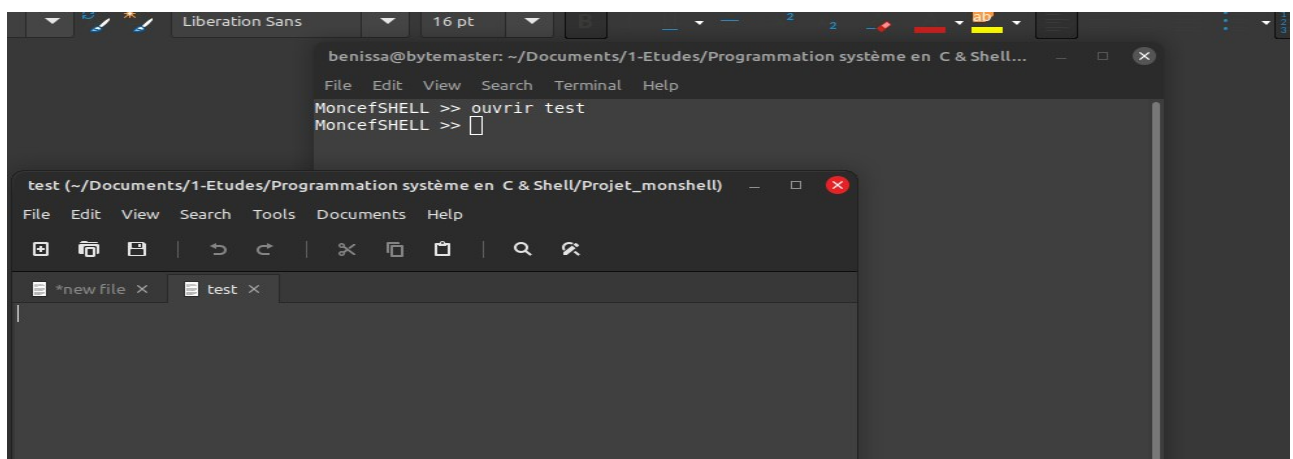 Liberation Sans 16 pt
benissa@bytemaster: ~/Documents/1-Etudes/Programmation système en C & Shell...
File Edit View Search Terminal Help
MoncefSHELL >> ouvrir test
MoncefSHELL >>
test (~/Documents/1-Etudes/Programmation système en C & Shell/Projet_monshell)
File Edit View Search Tools Documents Help
*new file test